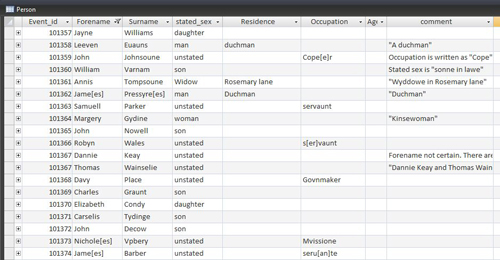 Person
Event_id Forename Surname stated_sex Residence Occupation Age comment
101357 Jayne Williams daughter
101358 Leeven Euauns man duchman "A duchman"
101359 John Johnsoune unstated Cope[e]r Occupation is written as "Cope"
101360 William Varnam son Stated sex is "sonne in lawe"
101361 Annis Tompsoune Widow Rosemary lane "Wyddowe in Rosemary lane"
101362 Jame[es] Pressyre[es] man Duchman "Duchman"
101363 Samuell Parker unstated servaunt
101364 Margery Gydine woman "Kinsewoman"
101365 John Nowell son
101366 Robyn Wales unstated s[er]vaunt
101367 Dannie Keay unstated Forename not certain. There are
101367 Thomas Wainselie unstated "Dannie Keay and Thomas Wain
101368 Davy Place unstated Govnmaker
101369 Charles Graunt son
101370 Elizabeth Condy daughter
101371 Carselis Tydinge son
101372 John Decow son
101373 Nichole[es] Vpbery unstated Mvissione
101374 Jame[es] Barber unstated seru[an]te